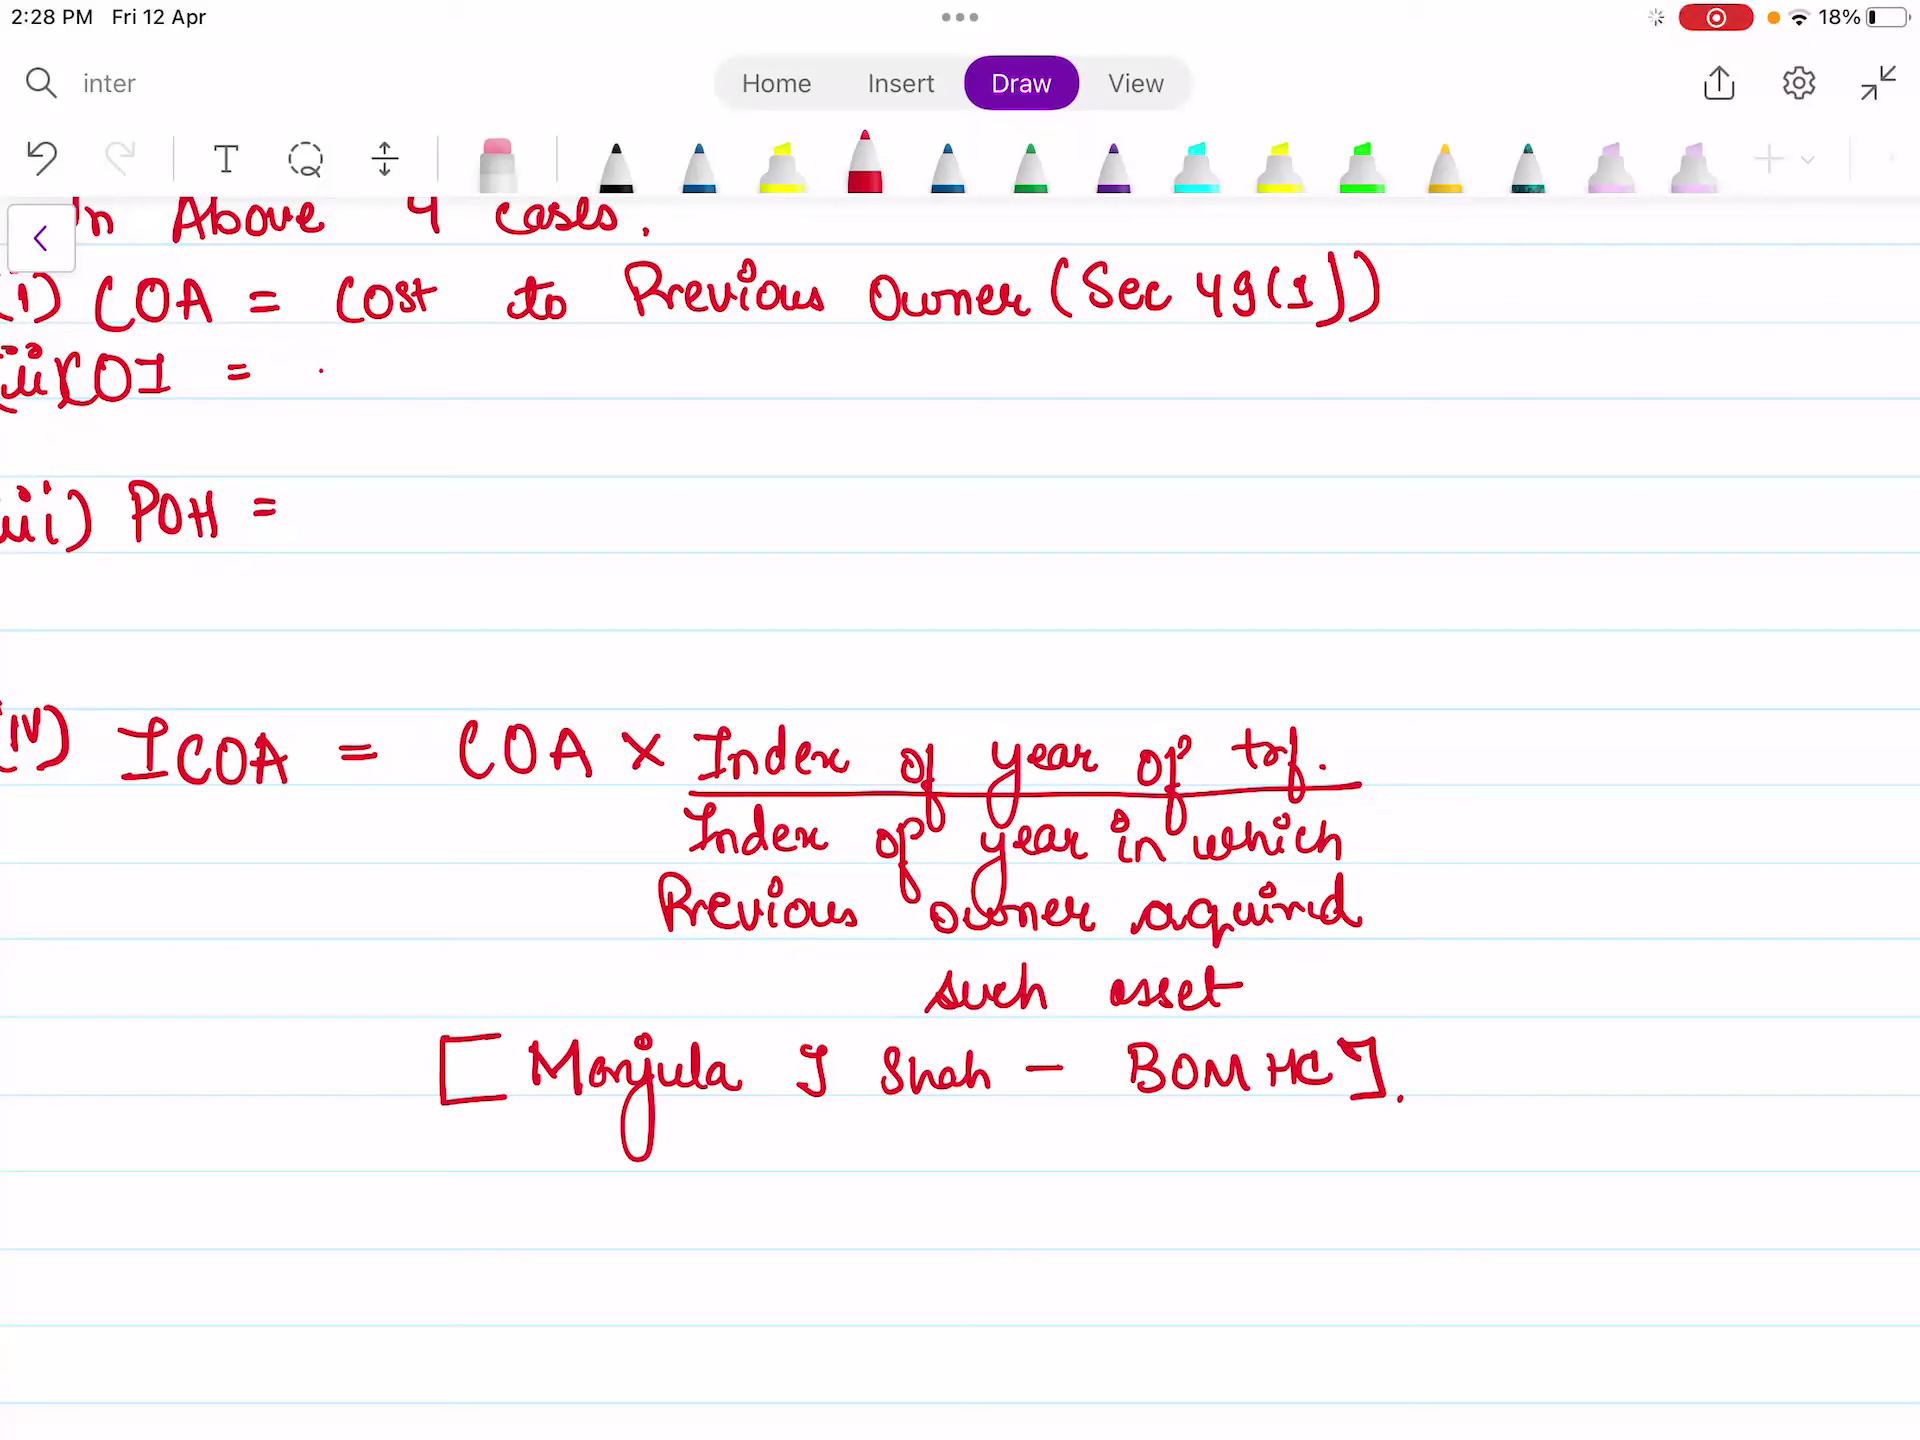 2:28 PM Fri 12 Apr
18%
inter
Home Insert Draw View
T
In Above 4 cases.
(i) COA = Cost to Previous Owner (Sec 49(1))
(ii) COI =
(iii) POH =
(iv) ICOA = COA X Index of year of trf.
Index of year in which
Previous owner aquired
such asset
[Manjula J Shah - BOM HC].